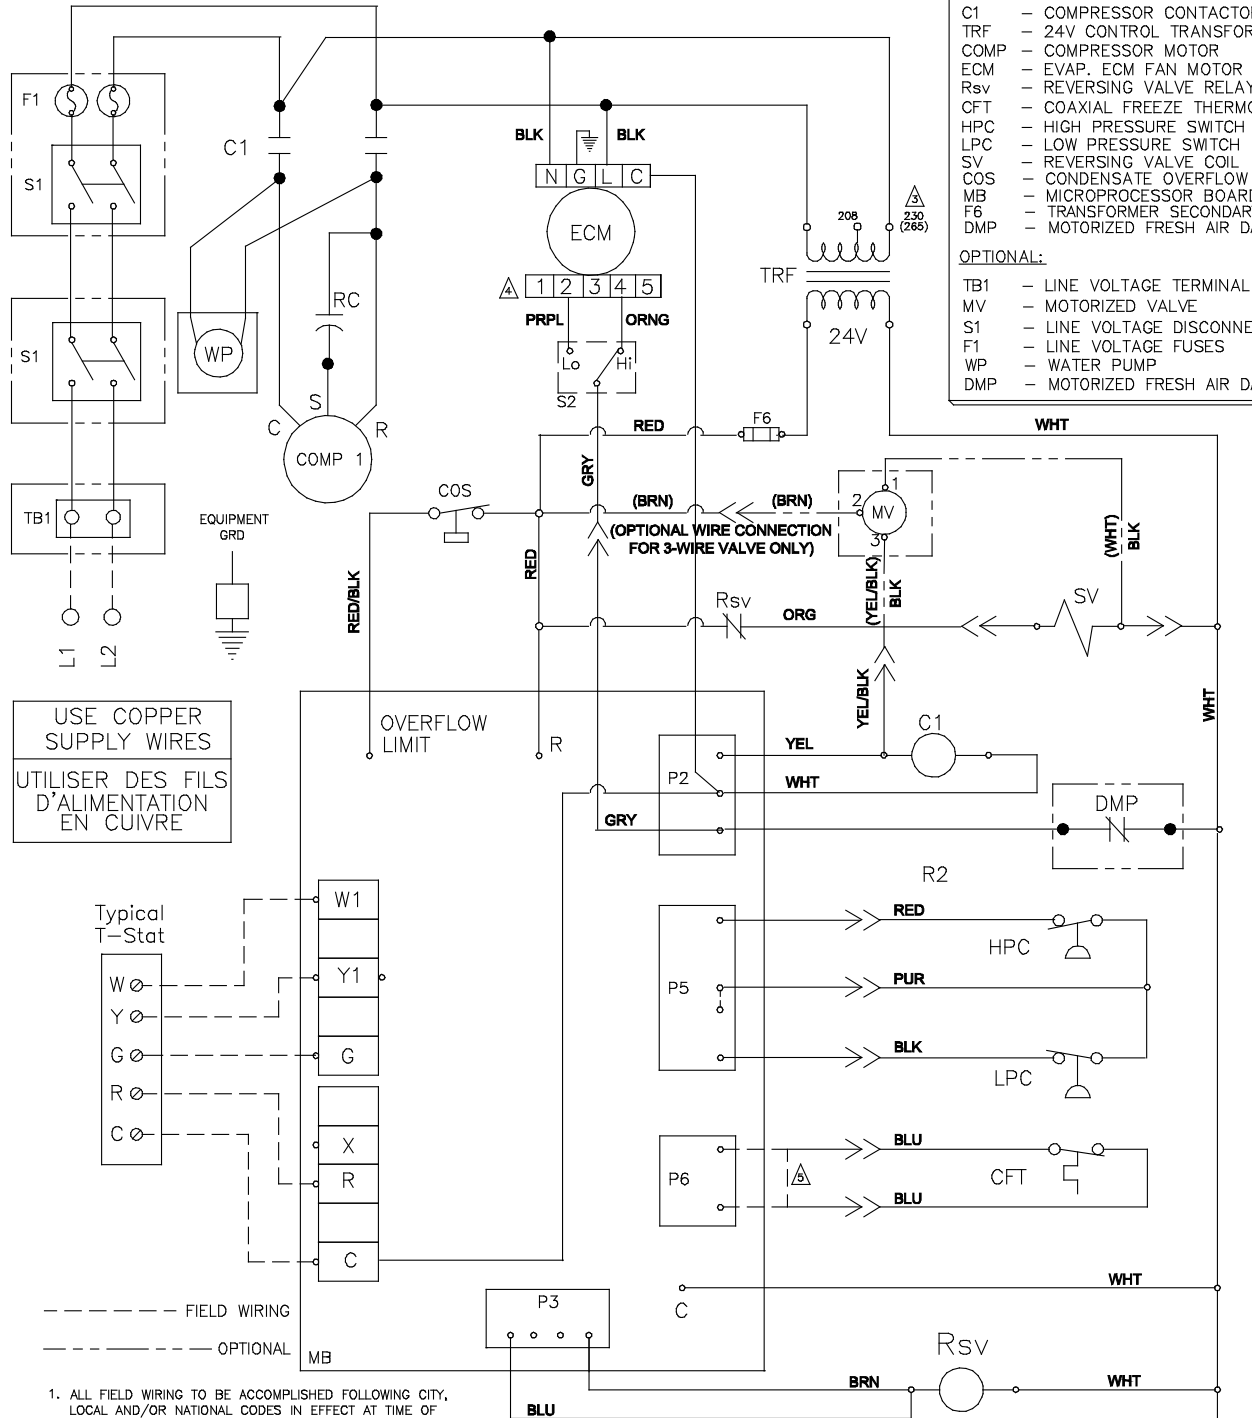 C1 – COMPRESSOR CONTACTO
TRF – 24V CONTROL TRANSFOR
COMP – COMPRESSOR MOTOR
ECM – EVAP. ECM FAN MOTOR
Rsv – REVERSING VALVE RELAY
CFT – COAXIAL FREEZE THERMO
HPC – HIGH PRESSURE SWITCH
LPC – LOW PRESSURE SWITCH
SV – REVERSING VALVE COIL
COS – CONDENSATE OVERFLOW
MB – MICROPROCESSOR BOARD
F6 – TRANSFORMER SECONDAR
DMP – MOTORIZED FRESH AIR DA
OPTIONAL:
TB1 – LINE VOLTAGE TERMINAL
MV – MOTORIZED VALVE
S1 – LINE VOLTAGE DISCONNE
F1 – LINE VOLTAGE FUSES
WP – WATER PUMP
DMP – MOTORIZED FRESH AIR DA
F1
S1
C1
BLK
BLK
N G L C
ECM
1 2 3 4 5
4
PRPL
ORNG
Lo
Hi
S2
208
3
230
(265)
TRF
24V
RC
WP
S1
S
C
R
COMP 1
RED
F6
WHT
GRY
TB1
EQUIPMENT
GRD
L1
L2
COS
(BRN)
(BRN)
(OPTIONAL WIRE CONNECTION
FOR 3-WIRE VALVE ONLY)
1
2
MV
3
(WHT)
BLK
RED/BLK
RED
(YEL/BLK)
BLK
Rsv
ORG
SV
YEL/BLK
WHT
USE COPPER
SUPPLY WIRES
UTILISER DES FILS
D'ALIMENTATION
EN CUIVRE
OVERFLOW
LIMIT
R
P2
YEL
C1
WHT
GRY
DMP
R2
Typical
T–Stat
W
Y
G
R
C
W1
Y1
G
X
R
C
P5
RED
HPC
PUR
BLK
LPC
P6
5
BLU
CFT
BLU
C
WHT
P3
MB
FIELD WIRING
OPTIONAL
Rsv
BRN
WHT
BLU
1. ALL FIELD WIRING TO BE ACCOMPLISHED FOLLOWING CITY,
LOCAL AND/OR NATIONAL CODES IN EFFECT AT TIME OF